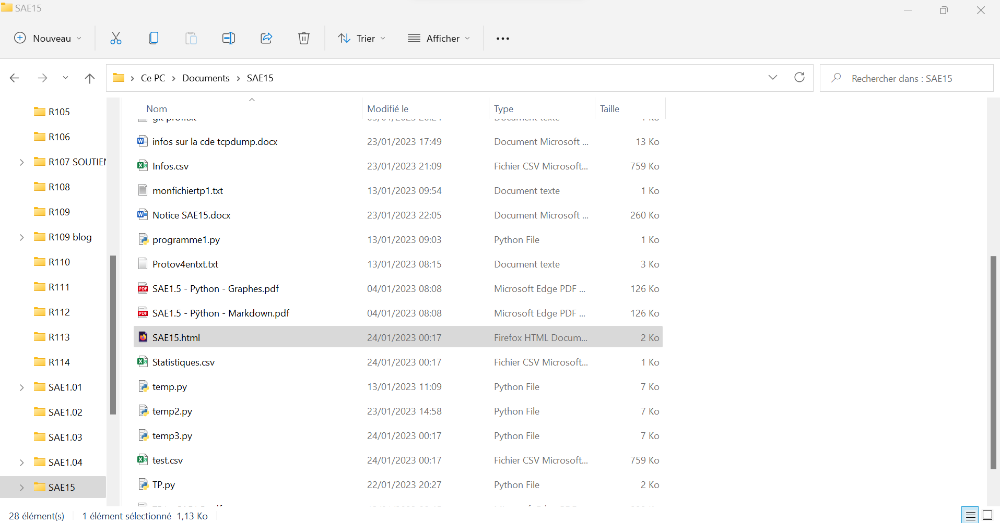 SAE15
Nouveau Trier Afficher
Ce PC > Documents > SAE15
Rechercher dans : SAE15
R105
R106
R107 SOUTIEN
R108
R109
R109 blog
R110
R111
R112
R113
R114
SAE1.01
SAE1.02
SAE1.03
SAE1.04
SAE15
Nom Modifié le Type Taille
infos sur la cde tcpdump.docx 23/01/2023 17:49 Document Microsoft ... 13 Ko
Infos.csv 23/01/2023 21:09 Fichier CSV Microsoft... 759 Ko
monfichiertp1.txt 13/01/2023 09:54 Document texte 1 Ko
Notice SAE15.docx 23/01/2023 22:05 Document Microsoft ... 260 Ko
programme1.py 13/01/2023 09:03 Python File 1 Ko
Protov4entxt.txt 13/01/2023 08:15 Document texte 3 Ko
SAE1.5 - Python - Graphes.pdf 04/01/2023 08:08 Microsoft Edge PDF ... 126 Ko
SAE1.5 - Pÿthon - Markdown.pdf 04/01/2023 08:08 Microsoft Edge PDF ... 126 Ko
SAE15.html 24/01/2023 00:17 Firefox HTML Docum... 2 Ko
Statistiques.csv 24/01/2023 00:17 Fichier CSV Microsoft... 1 Ko
temp.py 13/01/2023 11:09 Python File 7 Ko
temp2.py 23/01/2023 14:58 Python File 7 Ko
temp3.py 24/01/2023 00:17 Python File 7 Ko
test.csv 24/01/2023 00:17 Fichier CSV Microsoft... 759 Ko
TP.py 22/01/2023 20:27 Python File 2 Ko
28 élément(s) 1 élément sélectionné 1,13 Ko